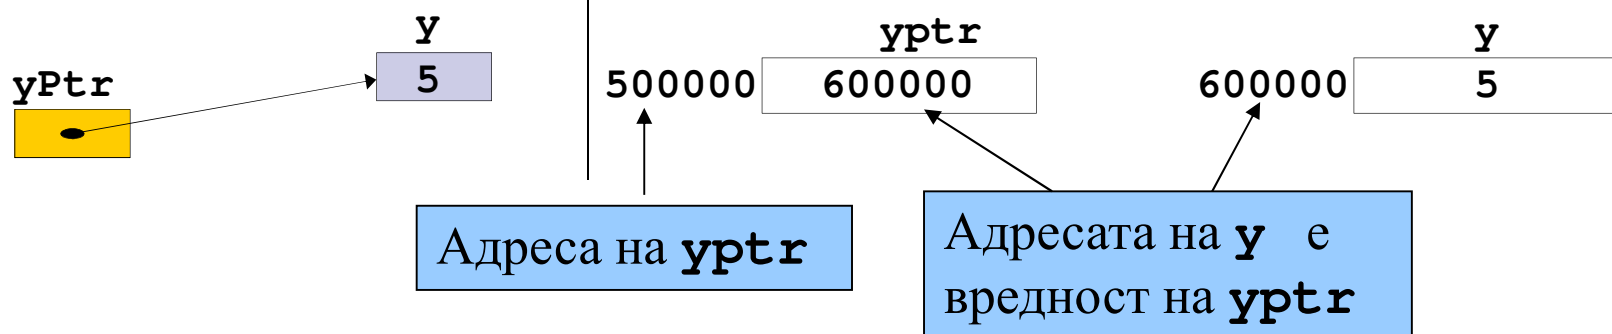 y
yPtr
5
yptr
500000 600000
y
600000 5
Адреса на yptr
Адресата на y е
вредност на yptr